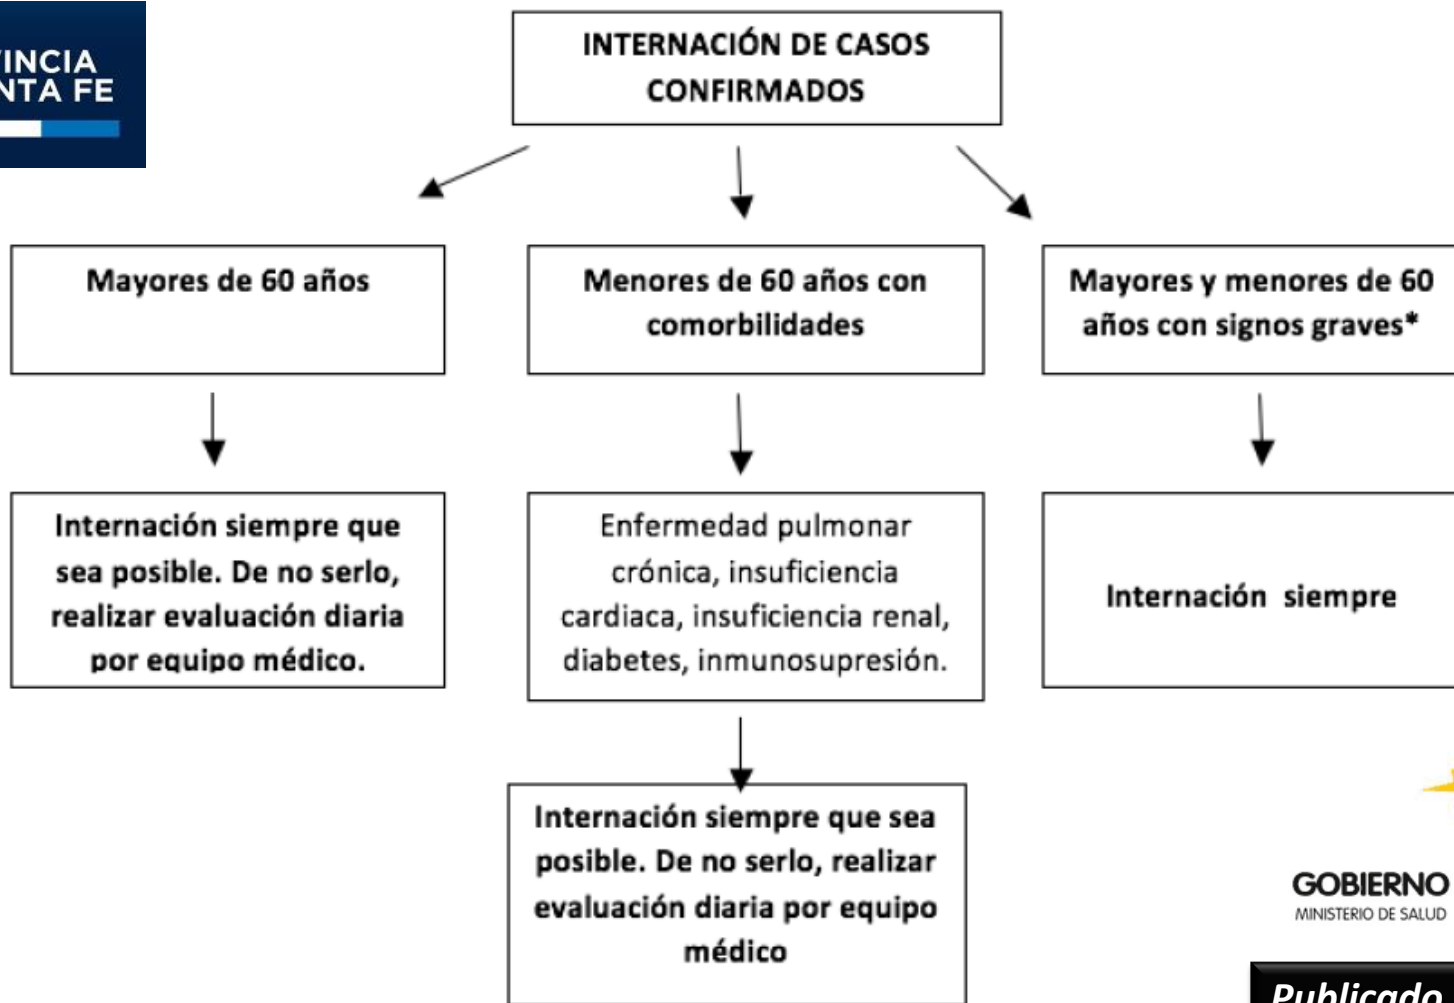 VINCIA
NTA FE
INTERNACIÓN DE CASOS
CONFIRMADOS
Mayores de 60 años
Menores de 60 años con
comorbilidades
Mayores y menores de 60
años con signos graves*
Internación siempre que
sea posible. De no serlo,
realizar evaluación diaria
por equipo médico.
Enfermedad pulmonar
crónica, insuficiencia
cardiaca, insuficiencia renal,
diabetes, inmunosupresión.
Internación siempre
Internación siempre que sea
posible. De no serlo, realizar
evaluación diaria por equipo
médico
GOBIERNO
MINISTERIO DE SALUD
Publicado